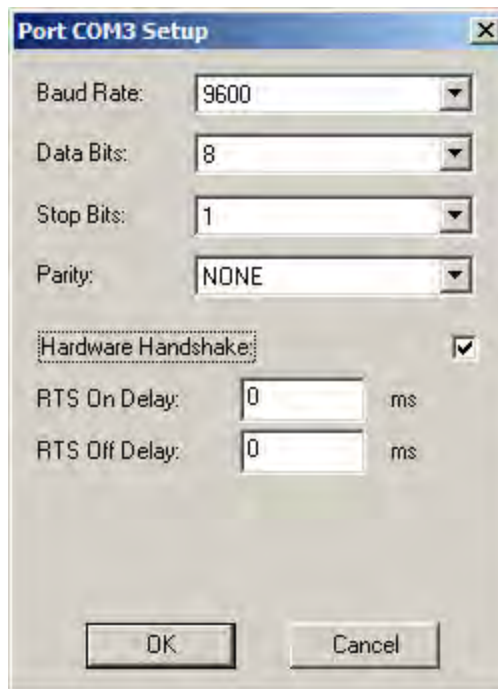 Port COM3 Setup
Baud Rate: 9600
Data Bits: 8
Stop Bits: 1
Parity: NONE
Hardware Handshake:
RTS On Delay: 0 ms
RTS Off Delay: 0 ms
OK Cancel